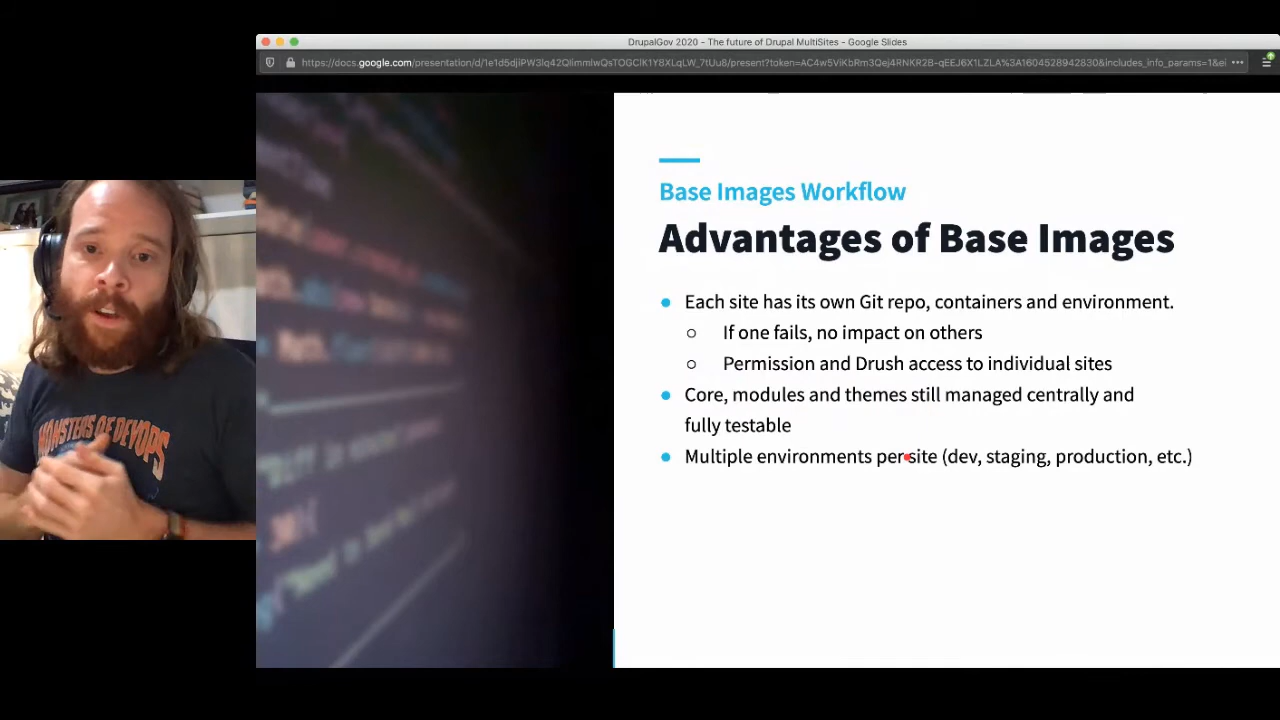 DrupalGov 2020 - The future of Drupal MultiSites - Google Slides
Base Images Workflow
Advantages of Base Images
Each site has its own Git repo, containers and environment.
If one fails, no impact on others
Permission and Drush access to individual sites
Core, modules and themes still managed centrally and
fully testable
Multiple environments per site (dev, staging, production, etc.)
MONSTERS OF DEVOPS